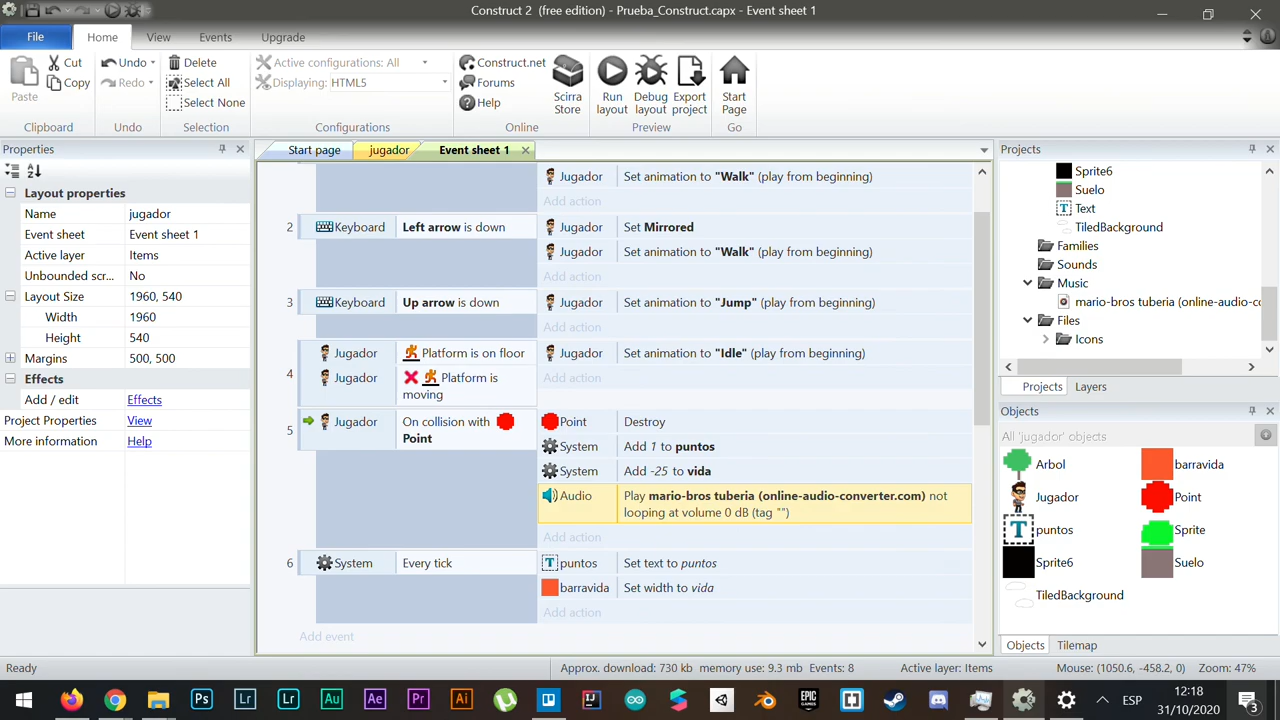 Construct 2 (free edition) - Prueba_Construct.capx - Event sheet 1
File
Home
View
Events
Upgrade
Paste
Cut
Copy
Clipboard
Undo
Redo
Undo
Delete
Select All
Select None
Selection
Active configurations: All
Displaying: HTML5
Configurations
Construct.net
Forums
Help
Scirra
Store
Online
Run
layout
Debug
layout
Export
project
Preview
Start
Page
Go
Properties
Layout properties
Name jugador
Event sheet Event sheet 1
Active layer Items
Unbounded scr... No
Layout Size 1960, 540
Width 1960
Height 540
Margins 500, 500
Effects
Add / edit Effects
Project Properties View
More information Help
Start page
jugador
Event sheet 1
Jugador Set animation to "Walk" (play from beginning)
Add action
2 Keyboard Left arrow is down Jugador Set Mirrored
Jugador Set animation to "Walk" (play from beginning)
Add action
3 Keyboard Up arrow is down Jugador Set animation to "Jump" (play from beginning)
Add action
4 Jugador Platform is on floor Jugador Set animation to "Idle" (play from beginning)
Jugador Platform is
moving
Add action
5 Jugador On collision with
Point
Point Destroy
System Add 1 to puntos
System Add -25 to vida
Audio Play mario-bros tuberia (online-audio-converter.com) not
looping at volume 0 dB (tag "")
Add action
6 System Every tick puntos Set text to puntos
barravida Set width to vida
Add action
Add event
Projects
Sprite6
Suelo
T Text
TiledBackground
Families
Sounds
Music
mario-bros tuberia (online-audio-co
Files
Icons
Projects
Layers
Objects
All 'jugador' objects
Arbol
barravida
Jugador
Point
T puntos
Sprite
Sprite6
Suelo
TiledBackground
Objects
Tilemap
Ready
Approx. download: 730 kb memory use: 9.3 mb Events: 8
Active layer: Items
Mouse: (1050.6, -458.2, 0)
Zoom: 47%
Ps
Lr
Lr
Au
Ae
Pr
Ai
EPIC
GAMES
ESP
12:18
31/10/2020
3